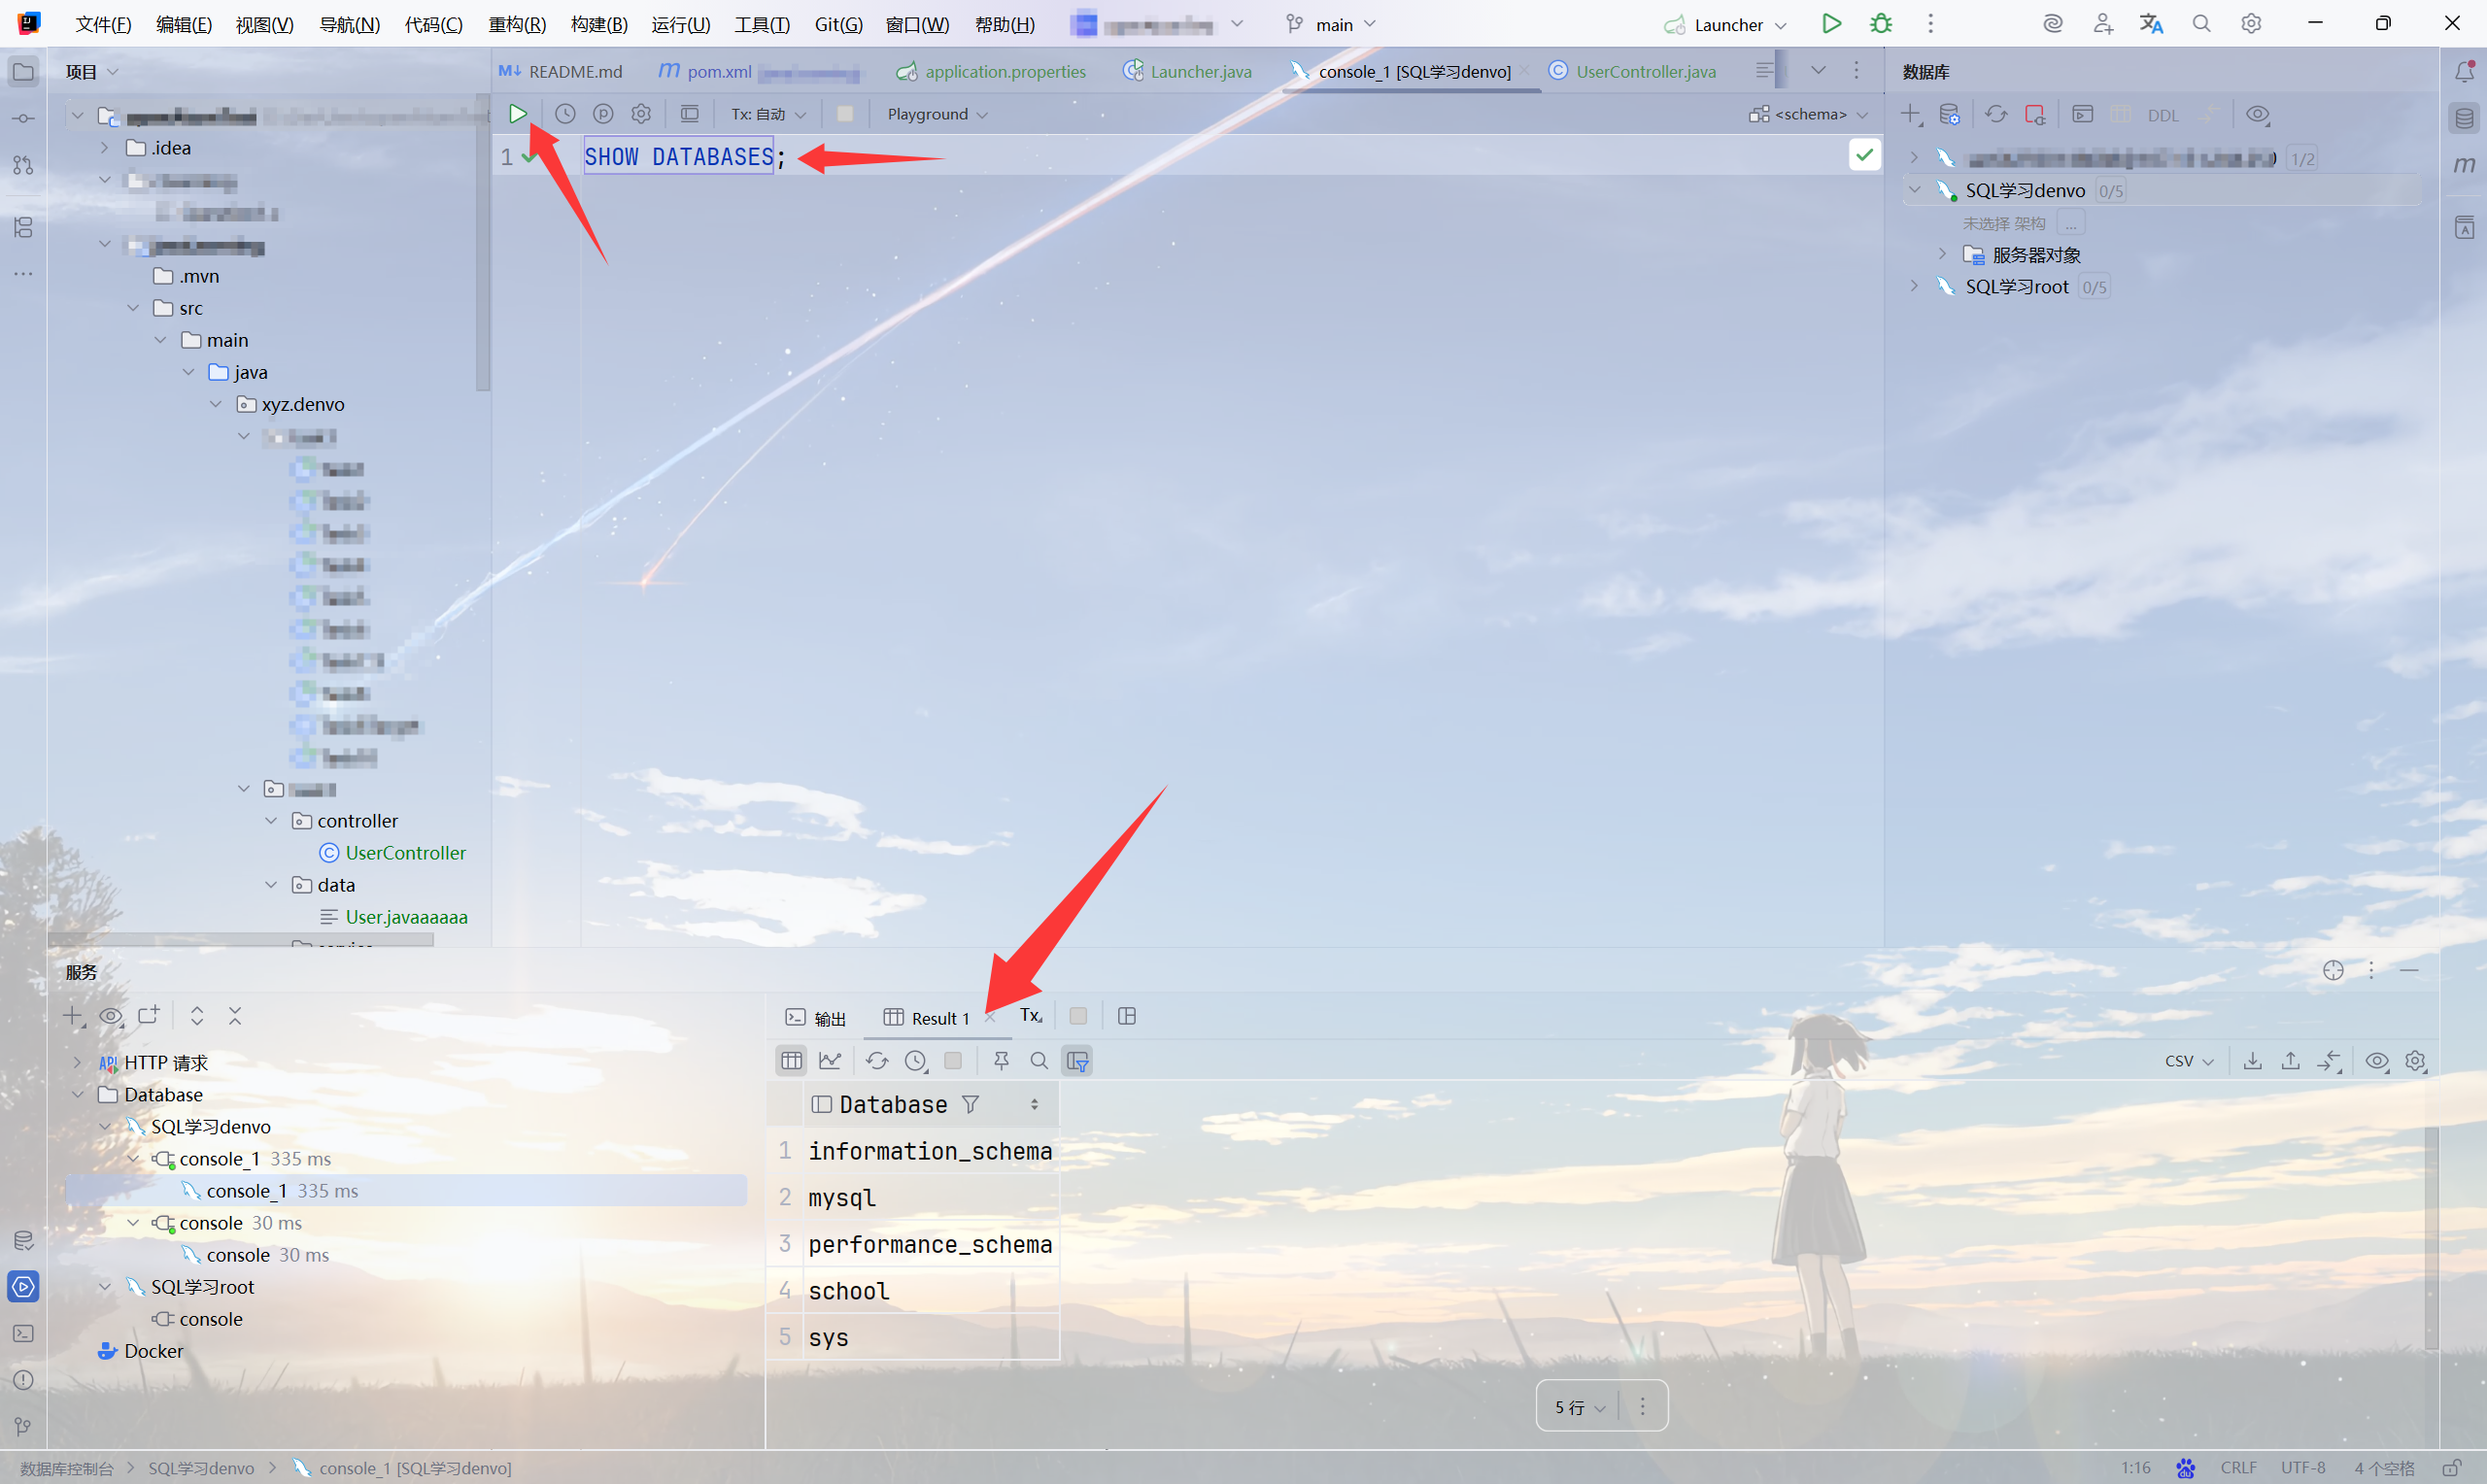 文件(F) 编辑(E) 视图(V) 导航(N) 代码(C) 重构(R) 构建(B) 运行(U) 工具(T) Git(G) 窗口(W) 帮助(H) main Launcher
项目
README.md pom.xml application.properties Launcher.java console_1 [SQL学习denvo] UserController.java
数据库
Tx: 自动 Playground <schema>
DDL
1 SHOW DATABASES;
.idea
.mvn
src
main
java
xyz.denvo
controller
UserController
data
User.javaaaaaa
1/2
SQL学习denvo 0/5
未选择 架构 ...
服务器对象
SQL学习root 0/5
服务
HTTP 请求
Database
SQL学习denvo
console_1 335 ms
console_1 335 ms
console 30 ms
console 30 ms
SQL学习root
console
Docker
输出 Result 1 Tx
CSV
Database
1 information_schema
2 mysql
3 performance_schema
4 school
5 sys
5 行
数据库控制台 SQL学习denvo console_1 [SQL学习denvo] 1:16 CRLF UTF-8 4 个空格